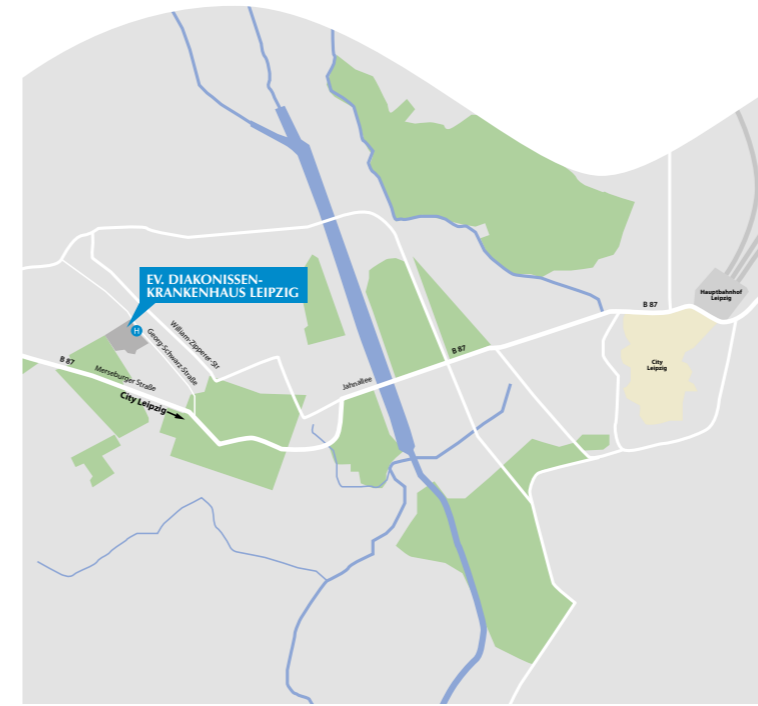 EV. DIAKONISSEN-
KRANKENHAUS LEIPZIG
H
William-Zipperer-Str
Georg-Schwarz-Straße
B 87
Merseburger Straße
City Leipzig
Jahnallee
B 87
B 87
Hauptbahnhof
Leipzig
City
Leipzig